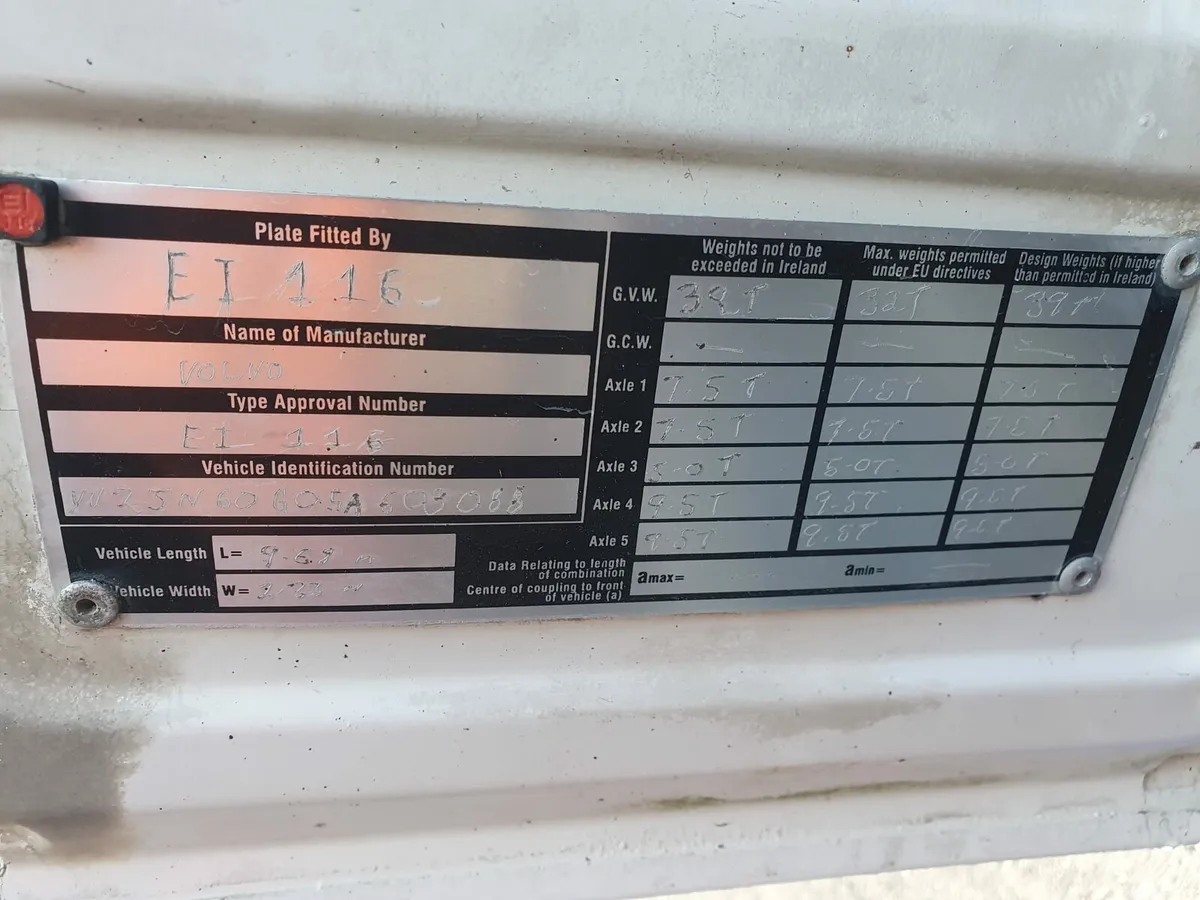 Plate Fitted By
EI 116
Name of Manufacturer
VOLVO
Type Approval Number
EI 116
Vehicle Identification Number
Vehicle Length L= m
Vehicle Width W= m
Weights not to be exceeded in Ireland
Max. weights permitted under EU directives
Design Weights (if higher than permitted in Ireland)
G.V.W. 32T 32T
G.C.W. — — —
Axle 1 7.5T 7.5T 7.5T
Axle 2 7.5T 7.5T 7.5T
Axle 3 5.0T 5.0T 5.0T
Axle 4 9.5T 9.5T 9.5T
Axle 5 9.5T 9.5T 9.5T
Data Relating to length of combination
Centre of coupling to front of vehicle (a)
amax= amin= —